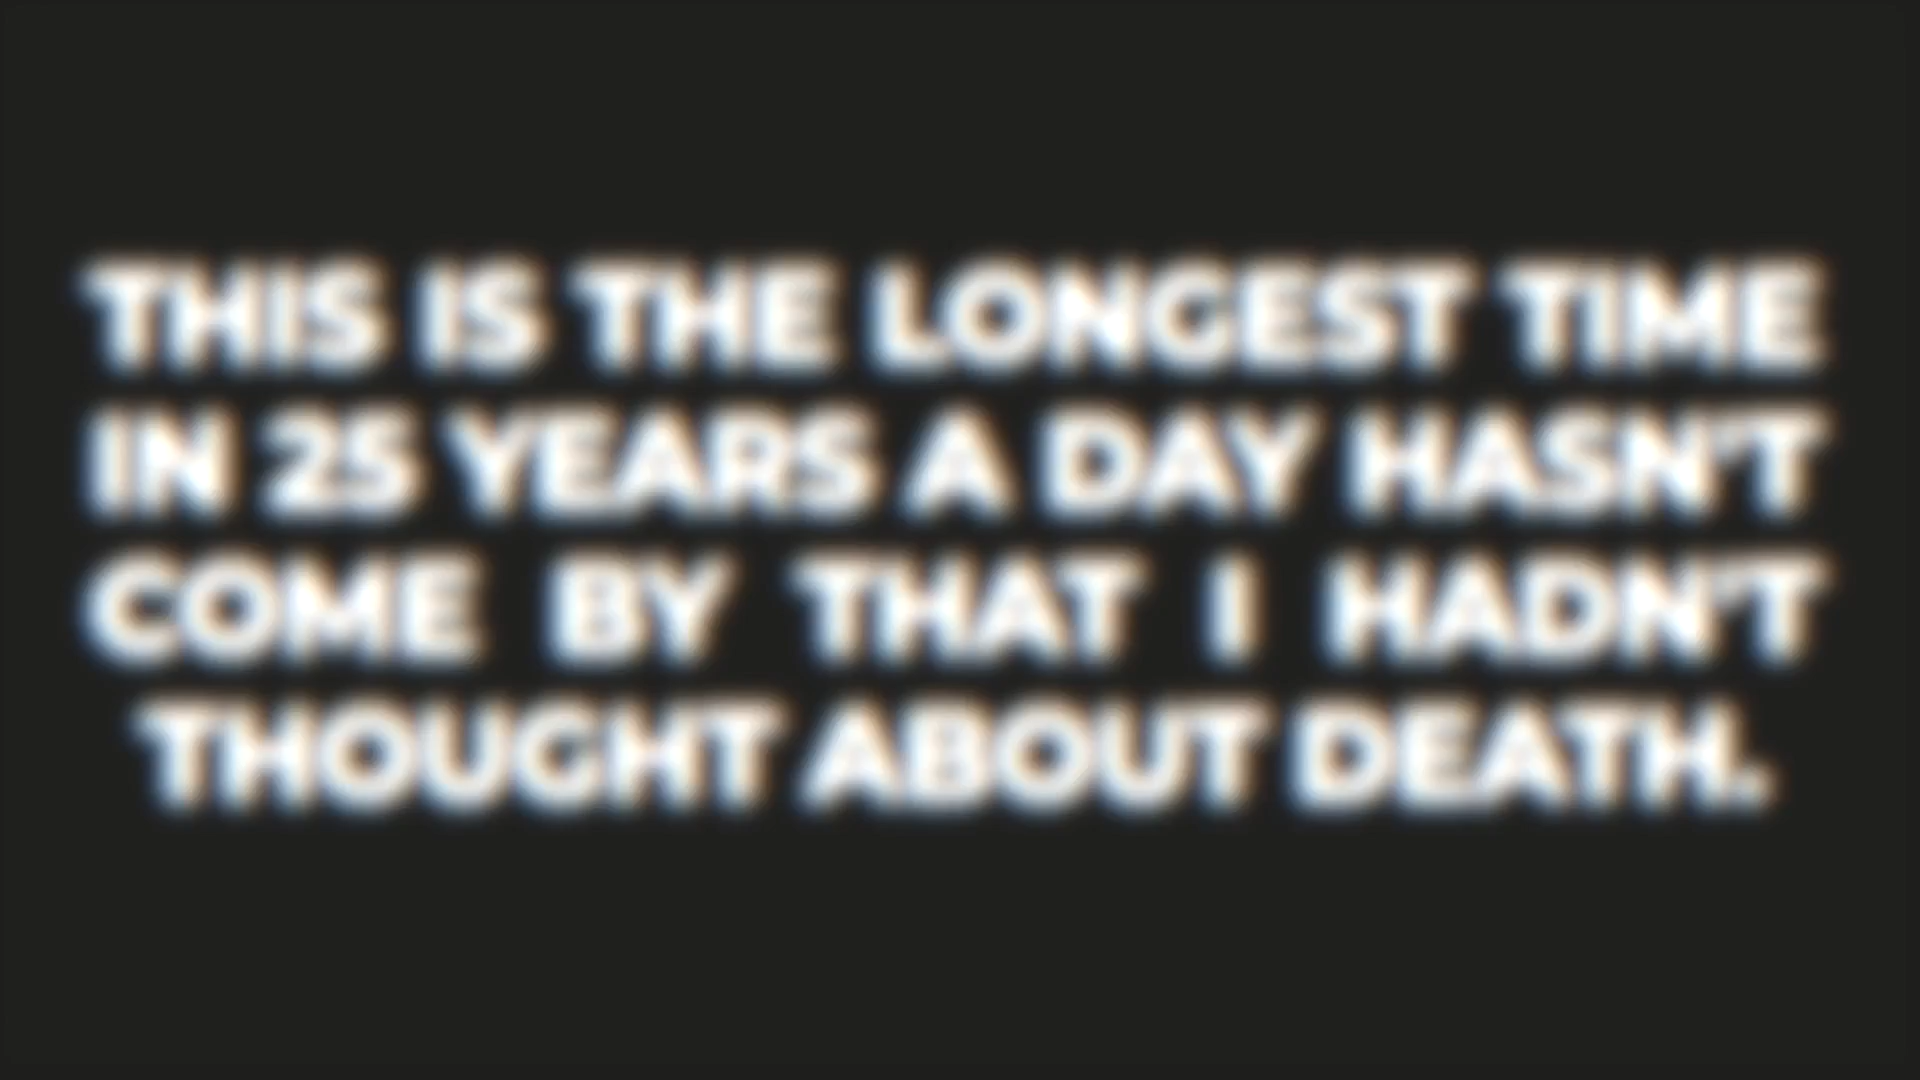 THIS IS THE LONGEST TIME
IN 25 YEARS A DAY HASN'T
COME BY THAT I HADN'T
THOUGHT ABOUT DEATH.